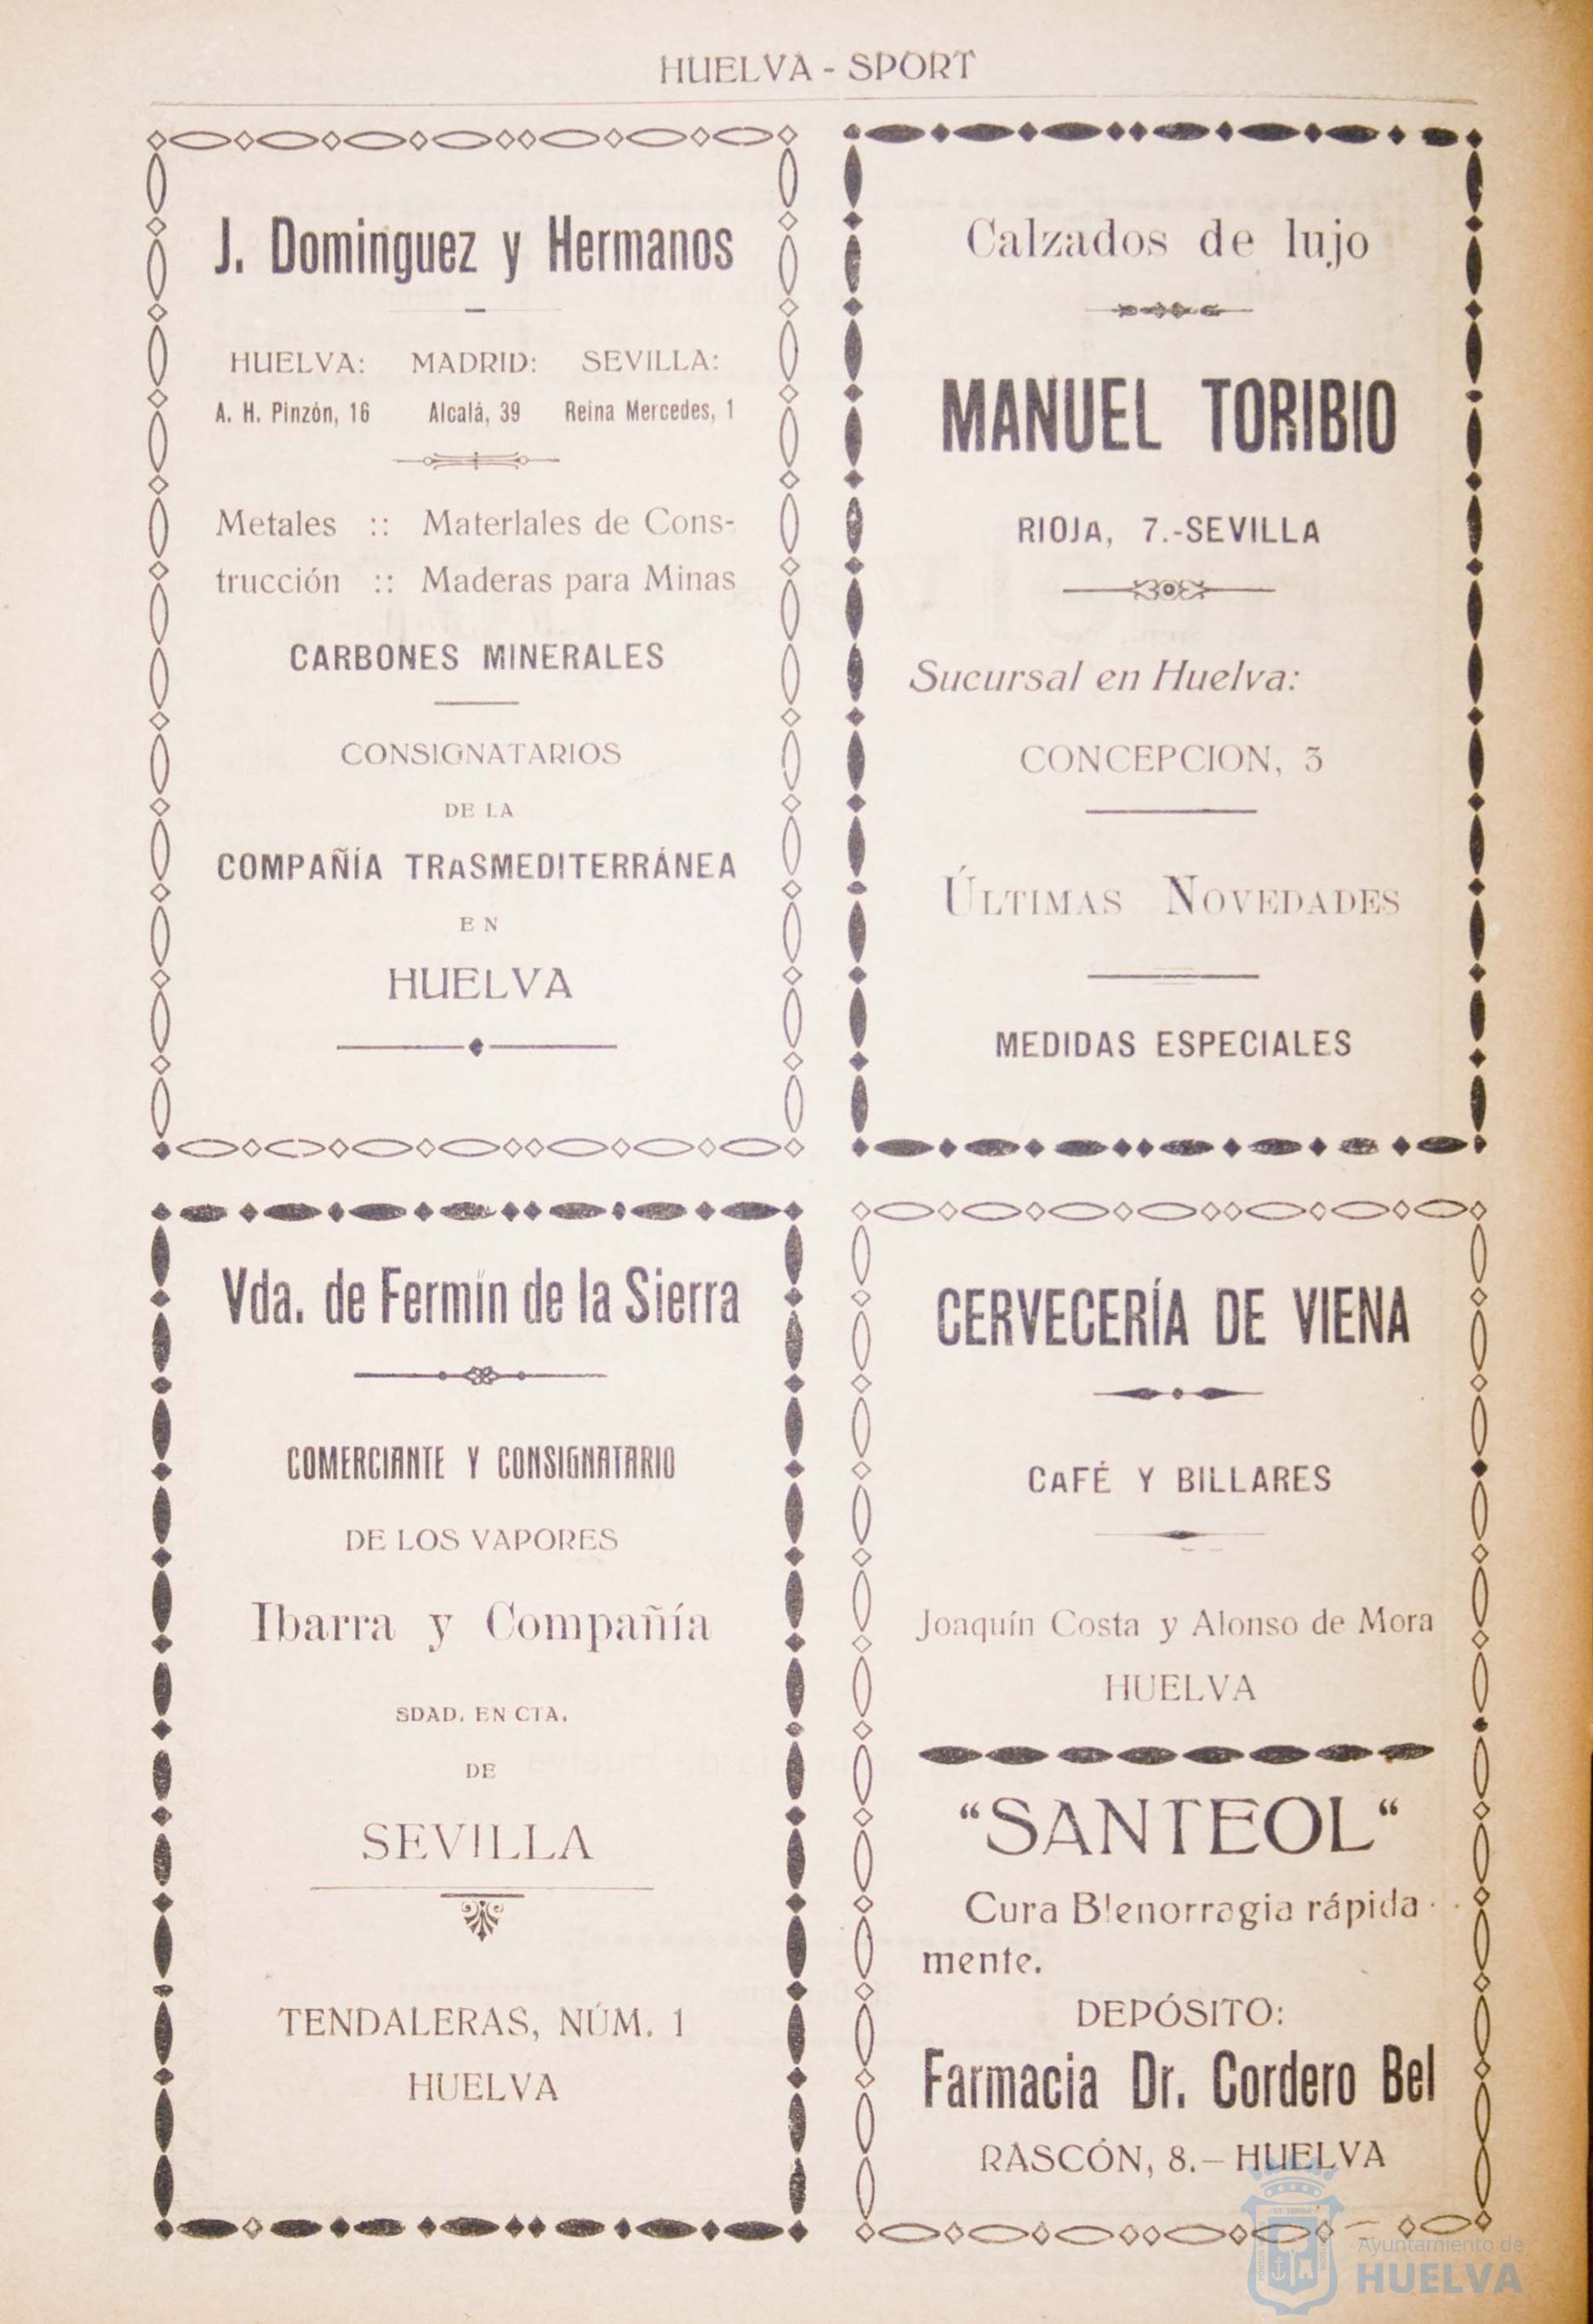 HUELVA - SPORT
J. Dominguez y Hermanos
HUELVA: MADRID: SEVILLA:
A. H. Pinzón, 16 Alcalá, 39 Reina Mercedes, 1
Metales :: Materlales de Cons-
trucción :: Maderas para Minas
CARBONES MINERALES
CONSIGNATARIOS
DE LA
COMPAÑÍA TRASMEDITERRÁNEA
EN
HUELVA
Calzados de lujo
MANUEL TORIBIO
RIOJA, 7.-SEVILLA
Sucursal en Huelva:
CONCEPCION, 3
ÚLTIMAS NOVEDADES
MEDIDAS ESPECIALES
Vda. de Fermín de la Sierra
COMERCIANTE Y CONSIGNATARIO
DE LOS VAPORES
Ibarra y Compañía
SDAD. EN CTA.
DE
SEVILLA
TENDALERAS, NÚM. 1
HUELVA
CERVECERÍA DE VIENA
CAFÉ Y BILLARES
Joaquín Costa y Alonso de Mora
HUELVA
"SANTEOL"
Cura Blenorragia rápida
mente.
DEPÓSITO:
Farmacia Dr. Cordero Bel
RASCÓN, 8.— HUELVA
Ayuntamiento de
HUELVA